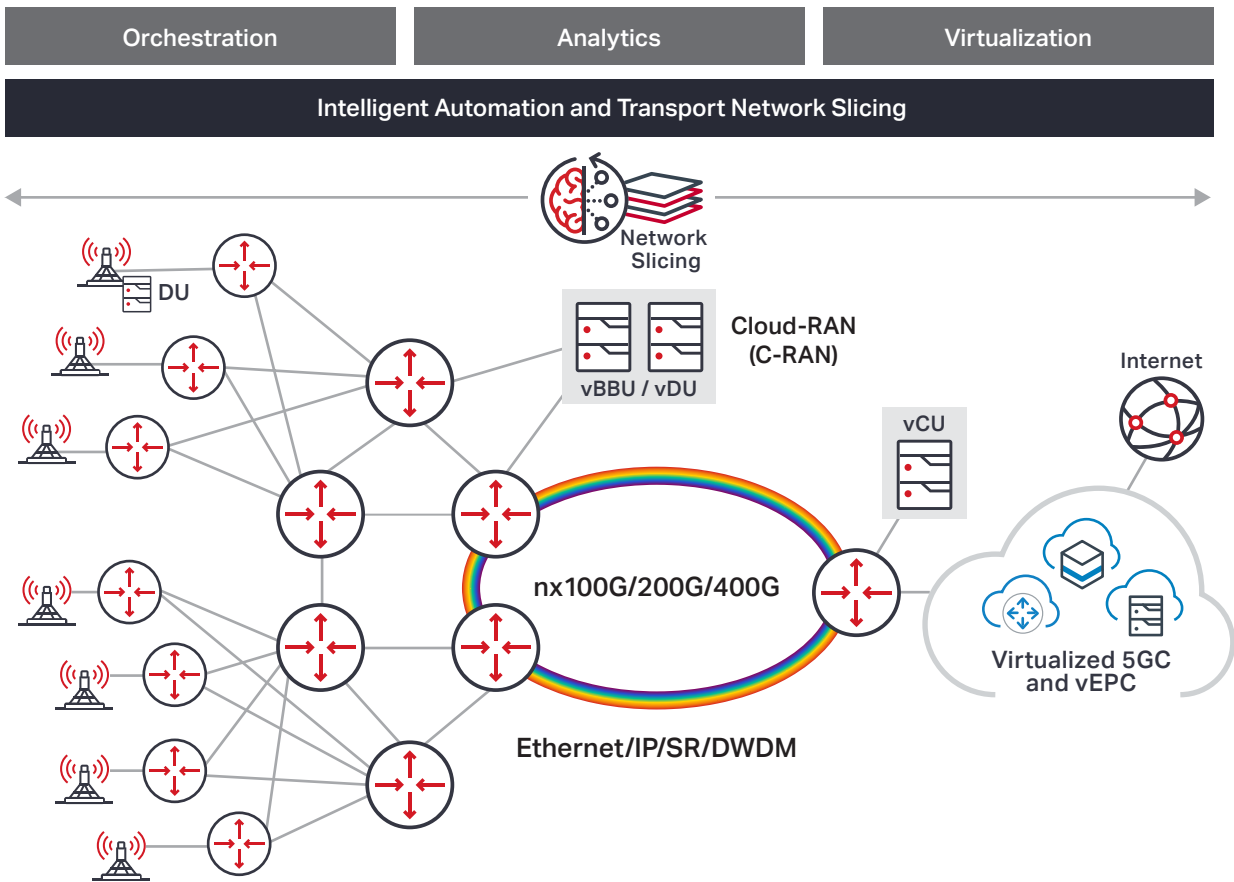 Orchestration
Analytics
Virtualization
Intelligent Automation and Transport Network Slicing
Network
Slicing
DU
Cloud-RAN
(C-RAN)
vBBU / vDU
Internet
vCU
nx100G/200G/400G
Virtualized 5GC
and vEPC
Ethernet/IP/SR/DWDM